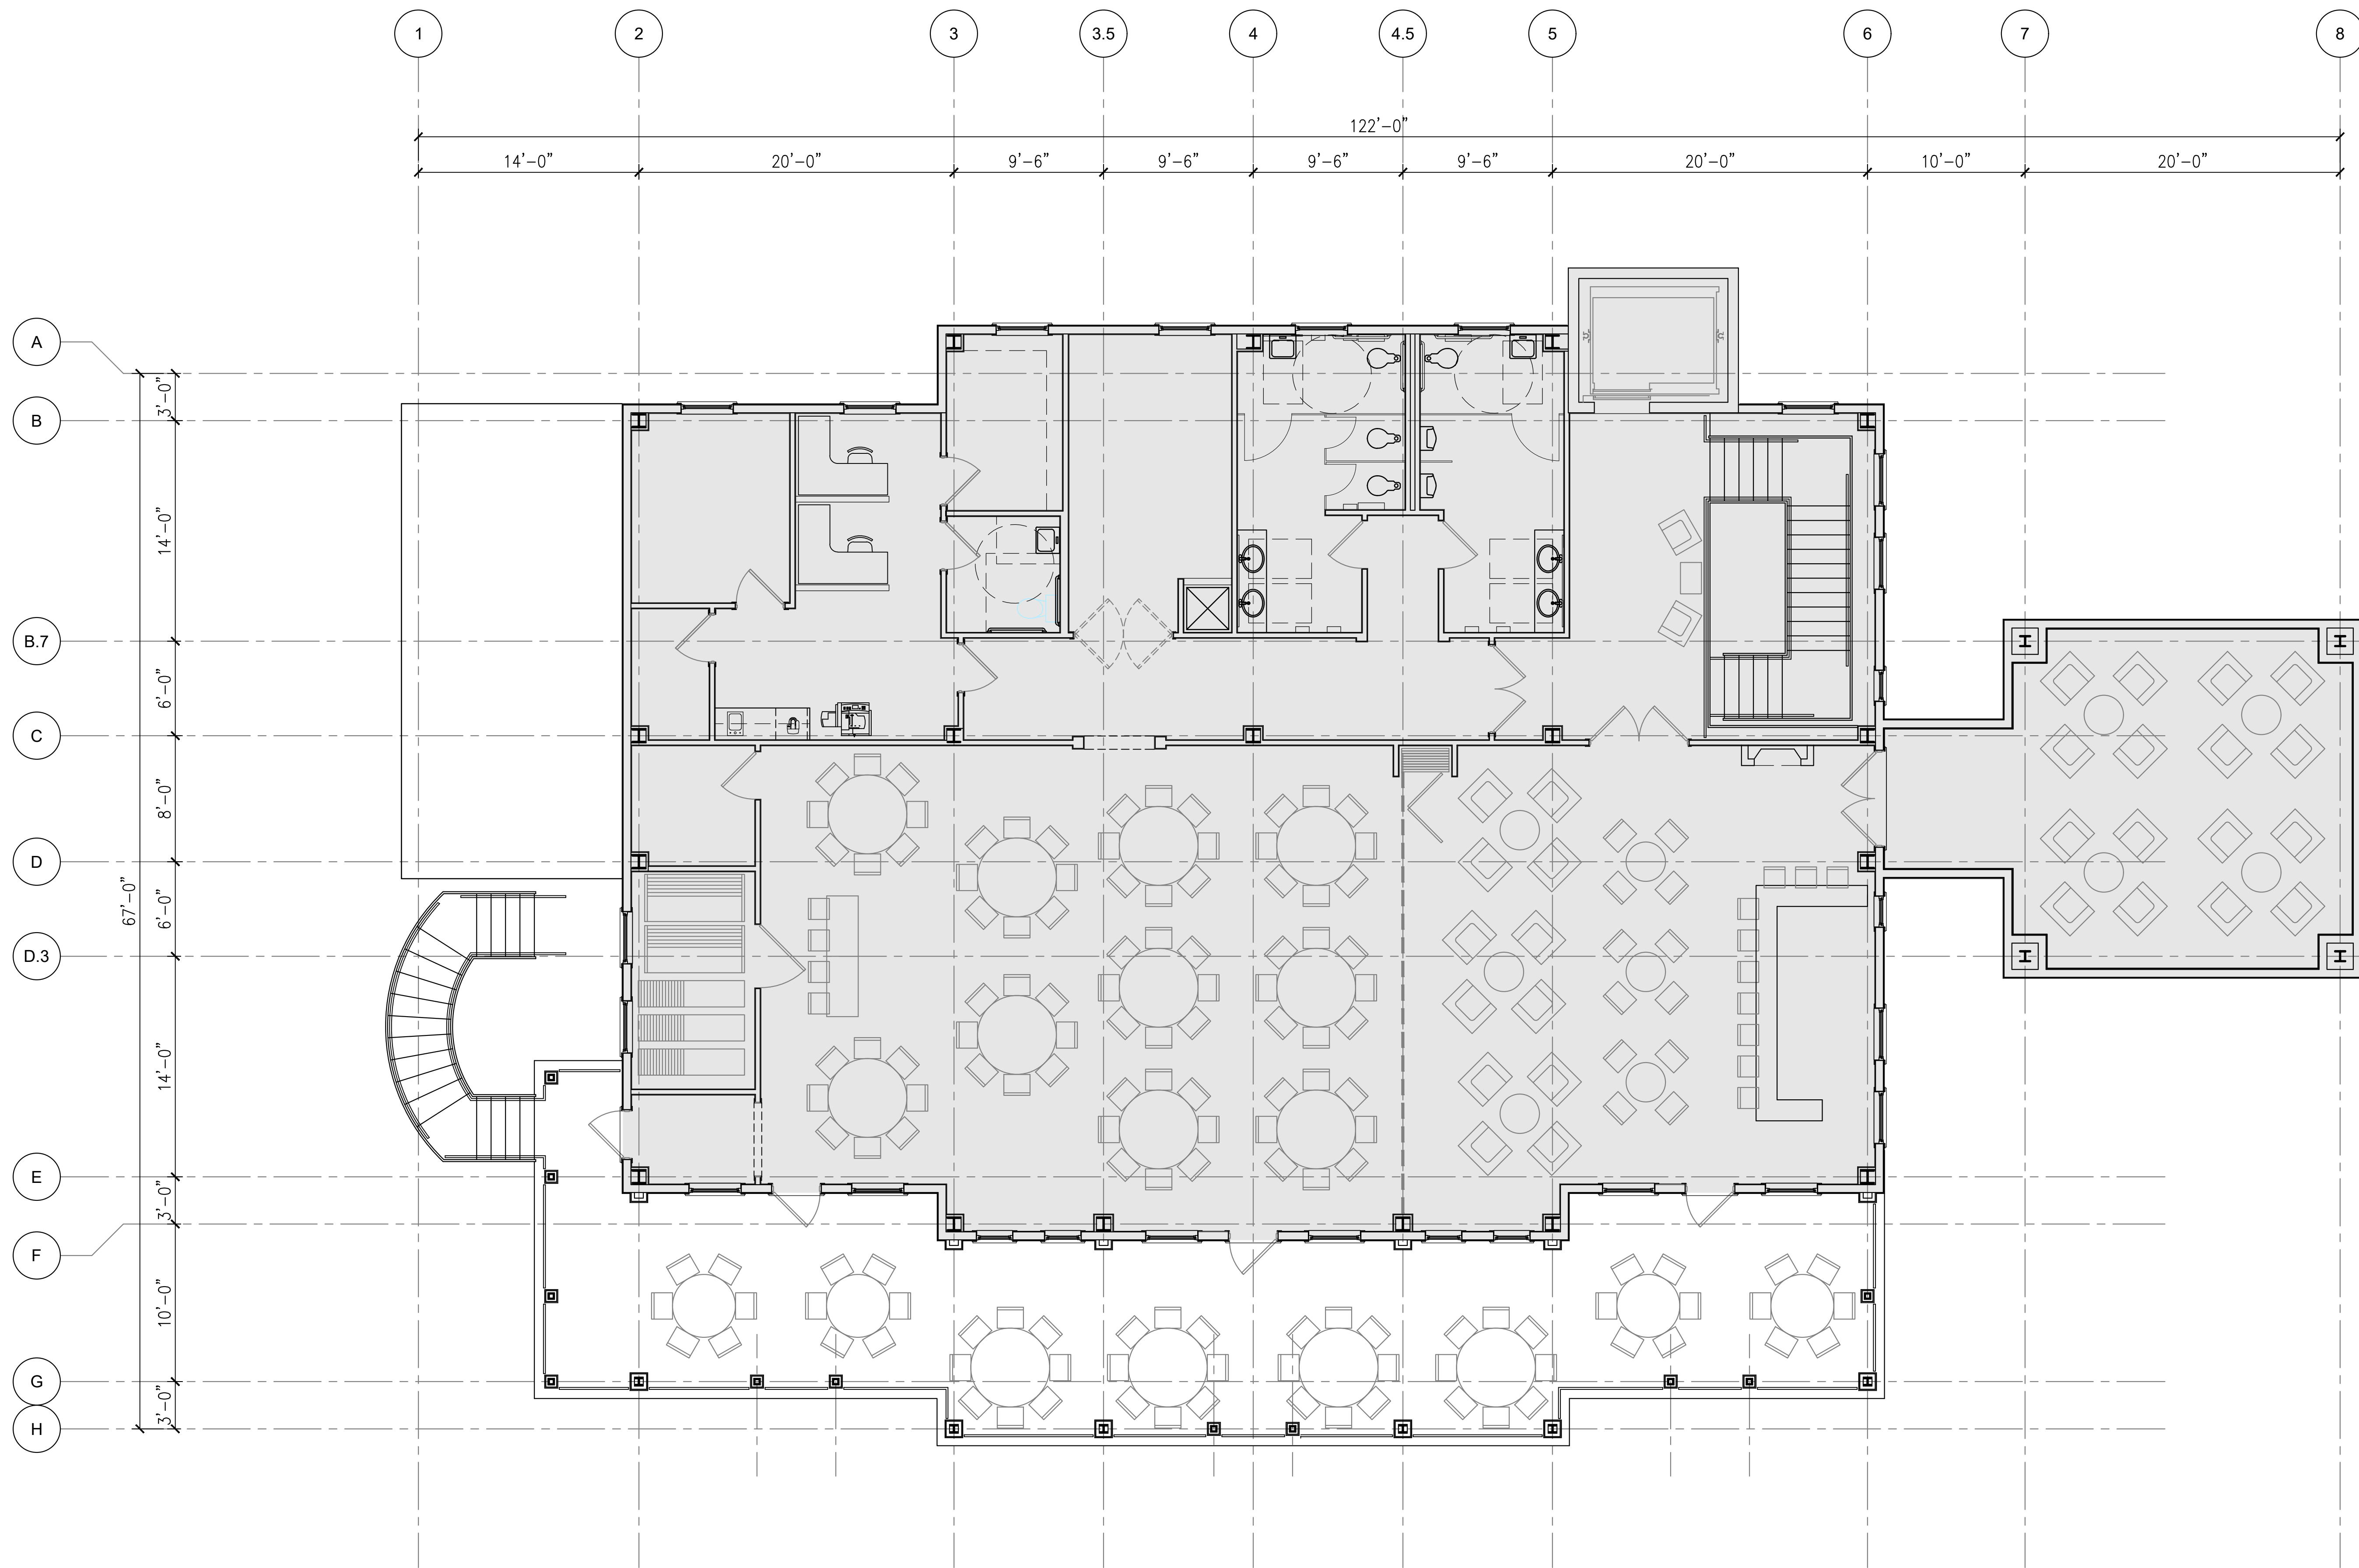 1 2 3 3.5 4 4.5 5 6 7 8
122'-0"
14'-0" 20'-0" 9'-6" 9'-6" 9'-6" 9'-6" 20'-0" 10'-0" 20'-0"
A
3'-0"
B
14'-0"
B.7
6'-0"
C
8'-0"
D
67'-0"
6'-0"
D.3
14'-0"
E
3'-0"
F
10'-0"
G
3'-0"
H